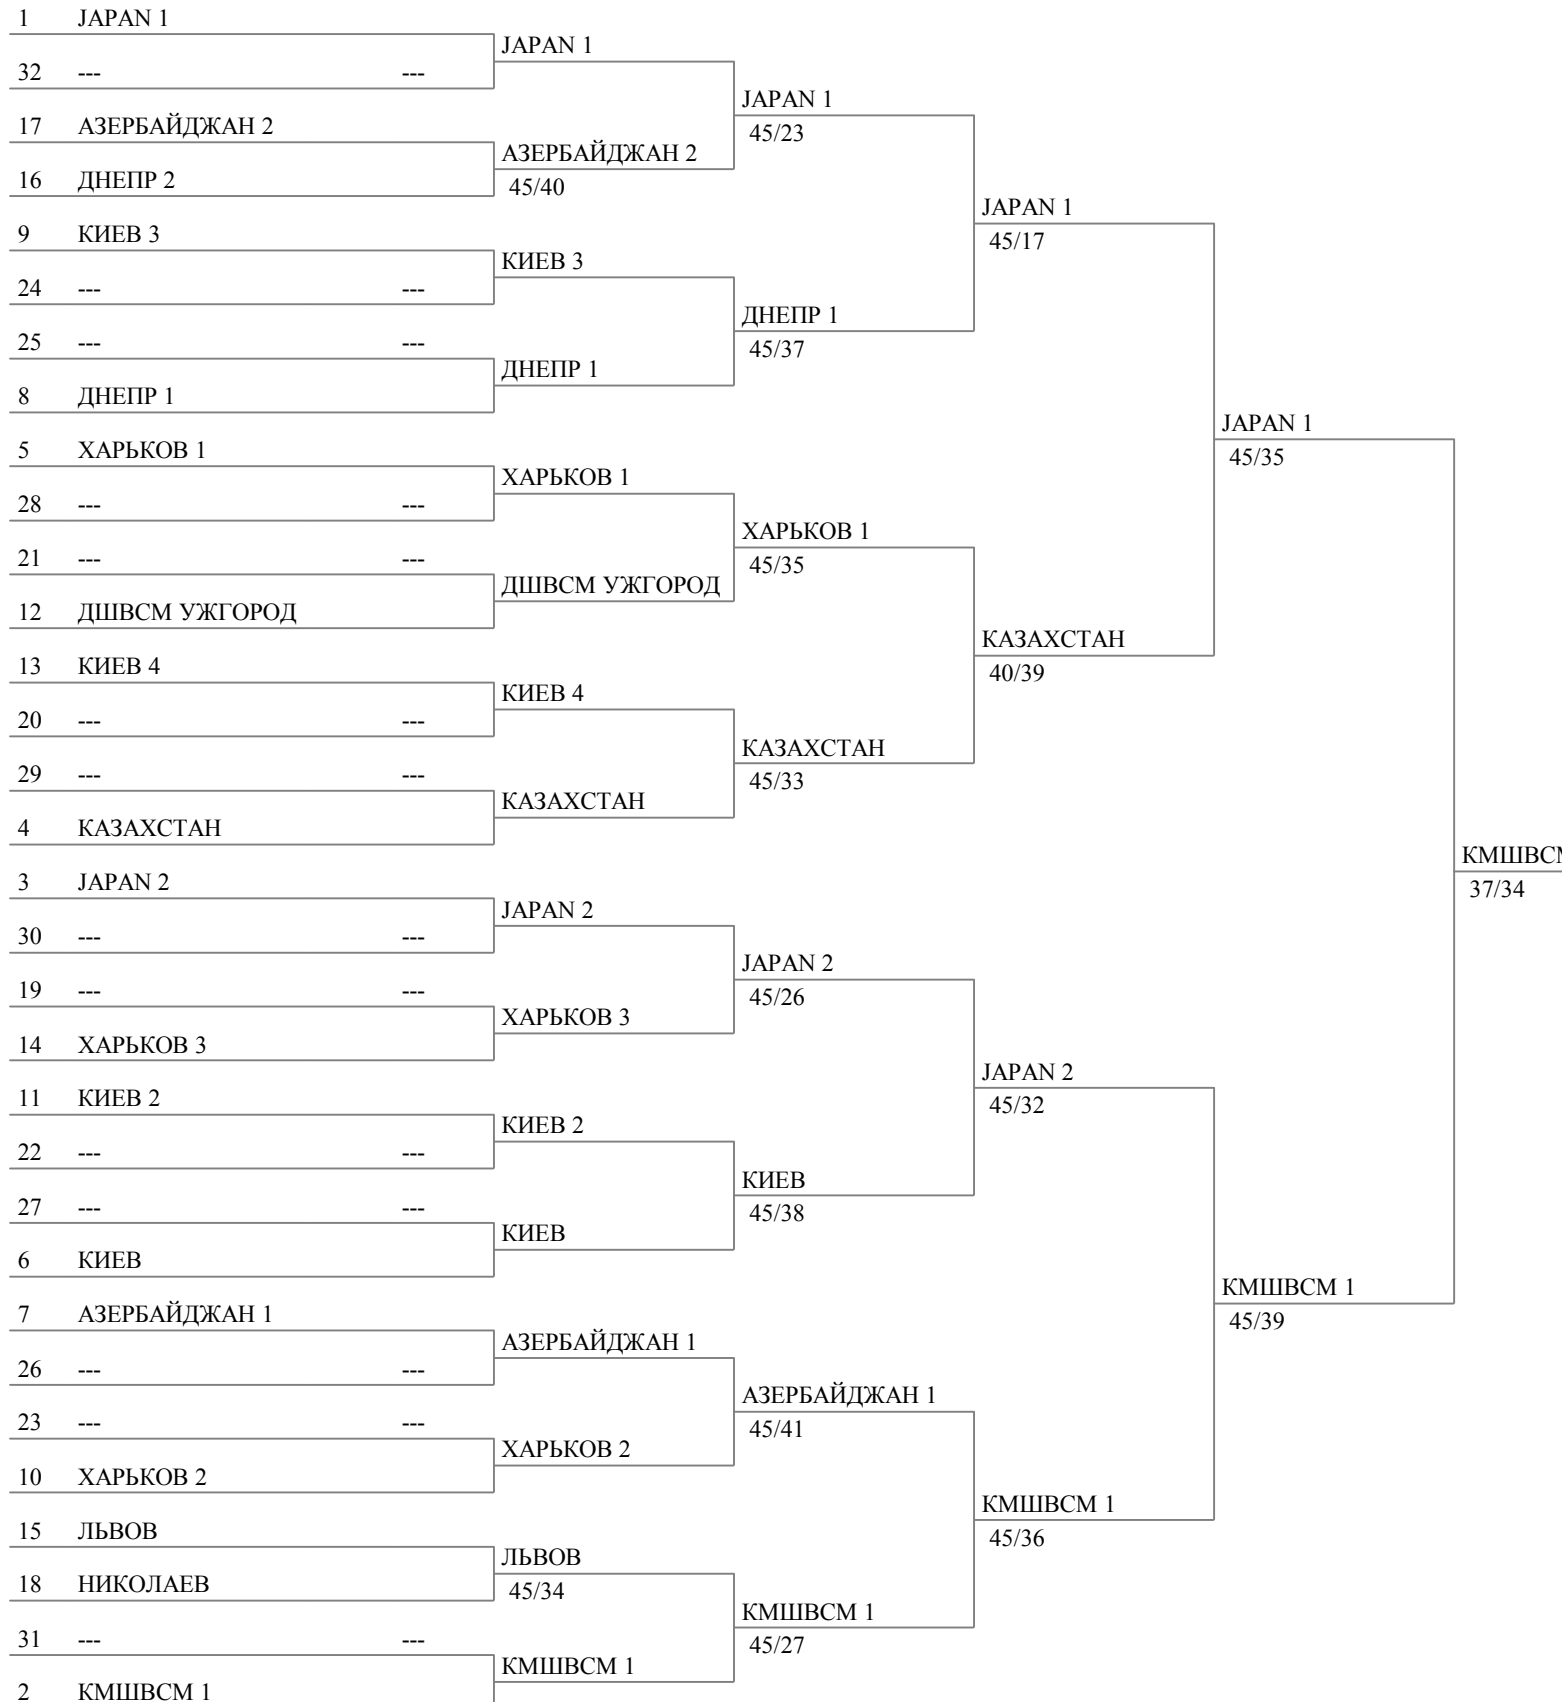 1 JAPAN 1
32 --- ---
17 АЗЕРБАЙДЖАН 2
16 ДНЕПР 2
9 КИЕВ 3
24 --- ---
25 --- ---
8 ДНЕПР 1
5 ХАРЬКОВ 1
28 --- ---
21 --- ---
12 ДШВСМ УЖГОРОД
13 КИЕВ 4
20 --- ---
29 --- ---
4 КАЗАХСТАН
3 JAPAN 2
30 --- ---
19 --- ---
14 ХАРЬКОВ 3
11 КИЕВ 2
22 --- ---
27 --- ---
6 КИЕВ
7 АЗЕРБАЙДЖАН 1
26 --- ---
23 --- ---
10 ХАРЬКОВ 2
15 ЛЬВОВ
18 НИКОЛАЕВ
31 --- ---
2 КМШВСМ 1
JAPAN 1
АЗЕРБАЙДЖАН 2
45/40
КИЕВ 3
ДНЕПР 1
ХАРЬКОВ 1
ДШВСМ УЖГОРОД
КИЕВ 4
КАЗАХСТАН
JAPAN 2
ХАРЬКОВ 3
КИЕВ 2
КИЕВ
АЗЕРБАЙДЖАН 1
ХАРЬКОВ 2
ЛЬВОВ
45/34
КМШВСМ 1
JAPAN 1
45/23
ДНЕПР 1
45/37
ХАРЬКОВ 1
45/35
КАЗАХСТАН
45/33
JAPAN 2
45/26
КИЕВ
45/38
АЗЕРБАЙДЖАН 1
45/41
КМШВСМ 1
45/27
JAPAN 1
45/17
КАЗАХСТАН
40/39
JAPAN 2
45/32
КМШВСМ 1
45/36
JAPAN 1
45/35
КМШВСМ 1
45/39
37/34